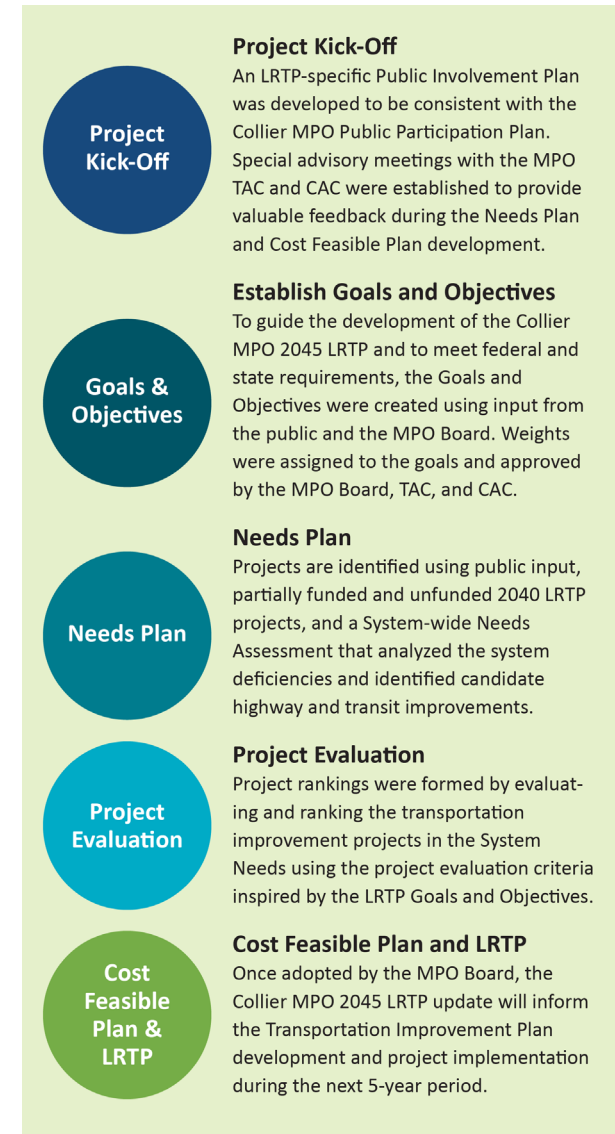 Project
Kick-Off
Project Kick-Off
An LRTP-specific Public Involvement Plan
was developed to be consistent with the
Collier MPO Public Participation Plan.
Special advisory meetings with the MPO
TAC and CAC were established to provide
valuable feedback during the Needs Plan
and Cost Feasible Plan development.
Goals &
Objectives
Establish Goals and Objectives
To guide the development of the Collier
MPO 2045 LRTP and to meet federal and
state requirements, the Goals and
Objectives were created using input from
the public and the MPO Board. Weights
were assigned to the goals and approved
by the MPO Board, TAC, and CAC.
Needs Plan
Needs Plan
Projects are identified using public input,
partially funded and unfunded 2040 LRTP
projects, and a System-wide Needs
Assessment that analyzed the system
deficiencies and identified candidate
highway and transit improvements.
Project
Evaluation
Project Evaluation
Project rankings were formed by evaluat-
ing and ranking the transportation
improvement projects in the System
Needs using the project evaluation criteria
inspired by the LRTP Goals and Objectives.
Cost
Feasible
Plan &
LRTP
Cost Feasible Plan and LRTP
Once adopted by the MPO Board, the
Collier MPO 2045 LRTP update will inform
the Transportation Improvement Plan
development and project implementation
during the next 5-year period.